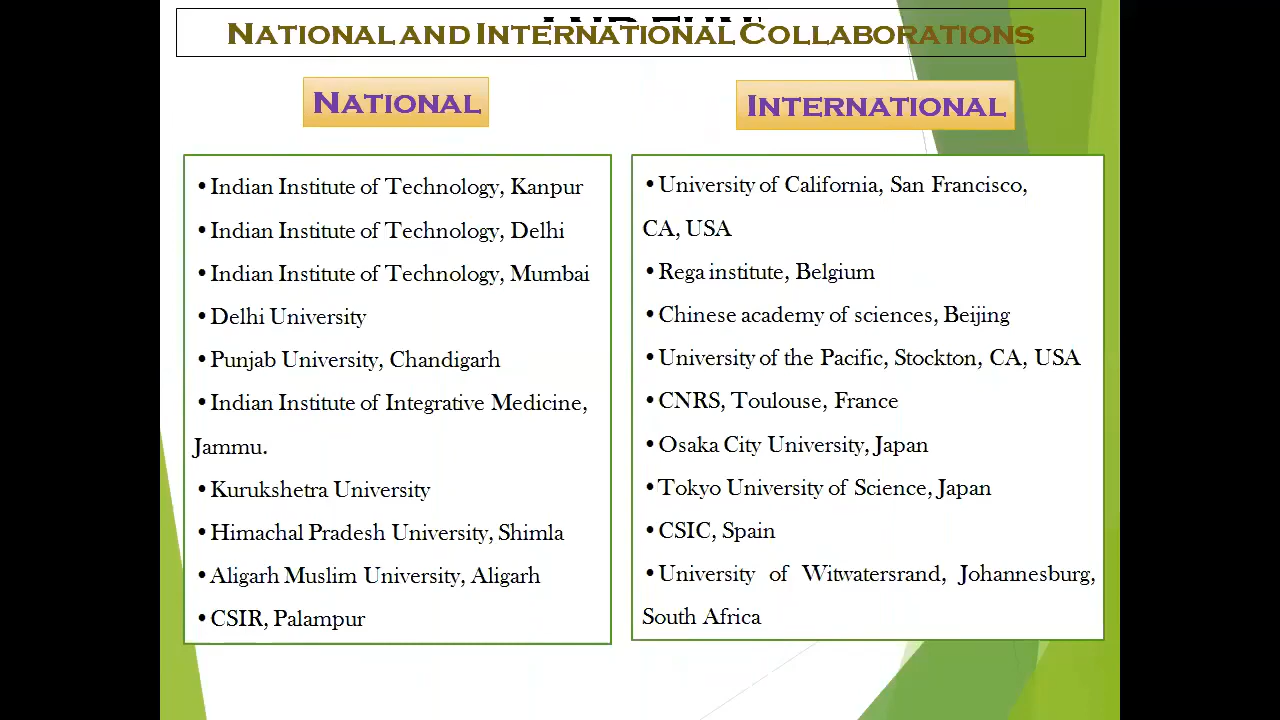 National and International Collaborations
National
• Indian Institute of Technology, Kanpur
• Indian Institute of Technology, Delhi
• Indian Institute of Technology, Mumbai
• Delhi University
• Punjab University, Chandigarh
• Indian Institute of Integrative Medicine,
Jammu.
• Kurukshetra University
• Himachal Pradesh University, Shimla
• Aligarh Muslim University, Aligarh
• CSIR, Palampur
International
• University of California, San Francisco,
CA, USA
• Rega institute, Belgium
• Chinese academy of sciences, Beijing
• University of the Pacific, Stockton, CA, USA
• CNRS, Toulouse, France
• Osaka City University, Japan
• Tokyo University of Science, Japan
• CSIC, Spain
• University of Witwatersrand, Johannesburg,
South Africa